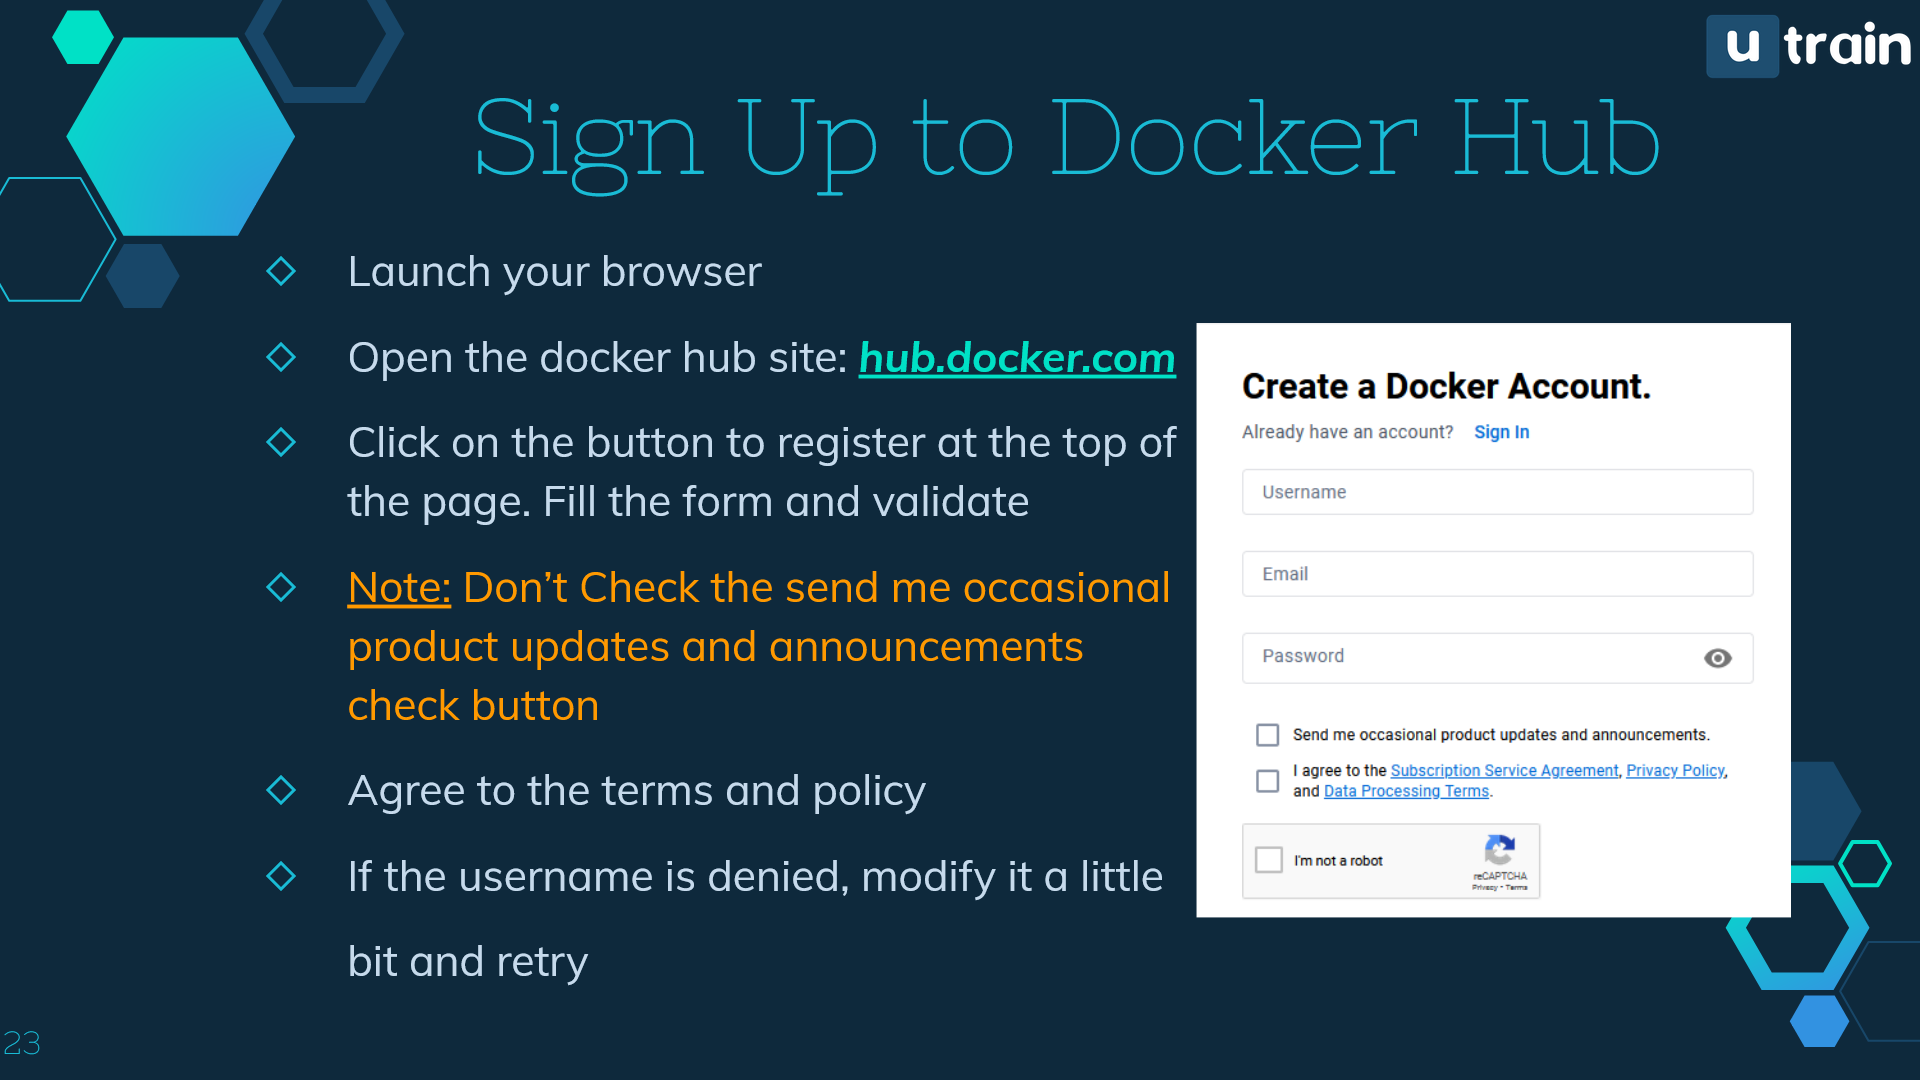 u train
Sign Up to Docker Hub
Launch your browser
Open the docker hub site: hub.docker.com
Click on the button to register at the top of
the page. Fill the form and validate
Note: Don’t Check the send me occasional
product updates and announcements
check button
Agree to the terms and policy
If the username is denied, modify it a little
bit and retry
Create a Docker Account.
Already have an account? Sign In
Username
Email
Password
Send me occasional product updates and announcements.
I agree to the Subscription Service Agreement, Privacy Policy,
and Data Processing Terms.
I'm not a robot
reCAPTCHA
Privacy • Terms
23